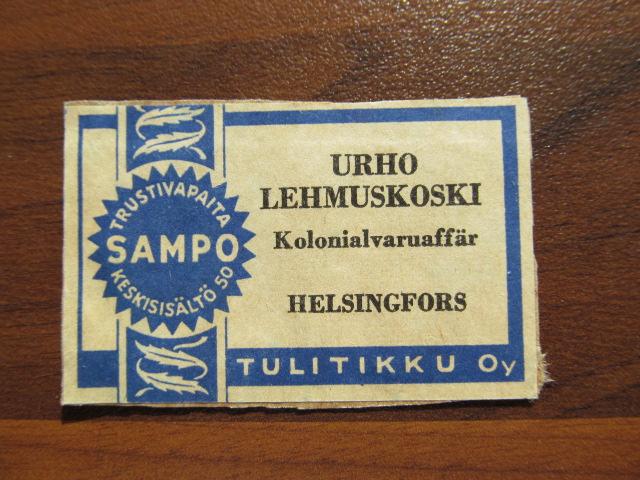 TRUSTIVAPAITA
SAMPO
KESKISISÄLTÖ 50
URHO
LEHMUSKOSKI
Kolonialvaruaffär
HELSINGFORS
TULITIKKU Oy